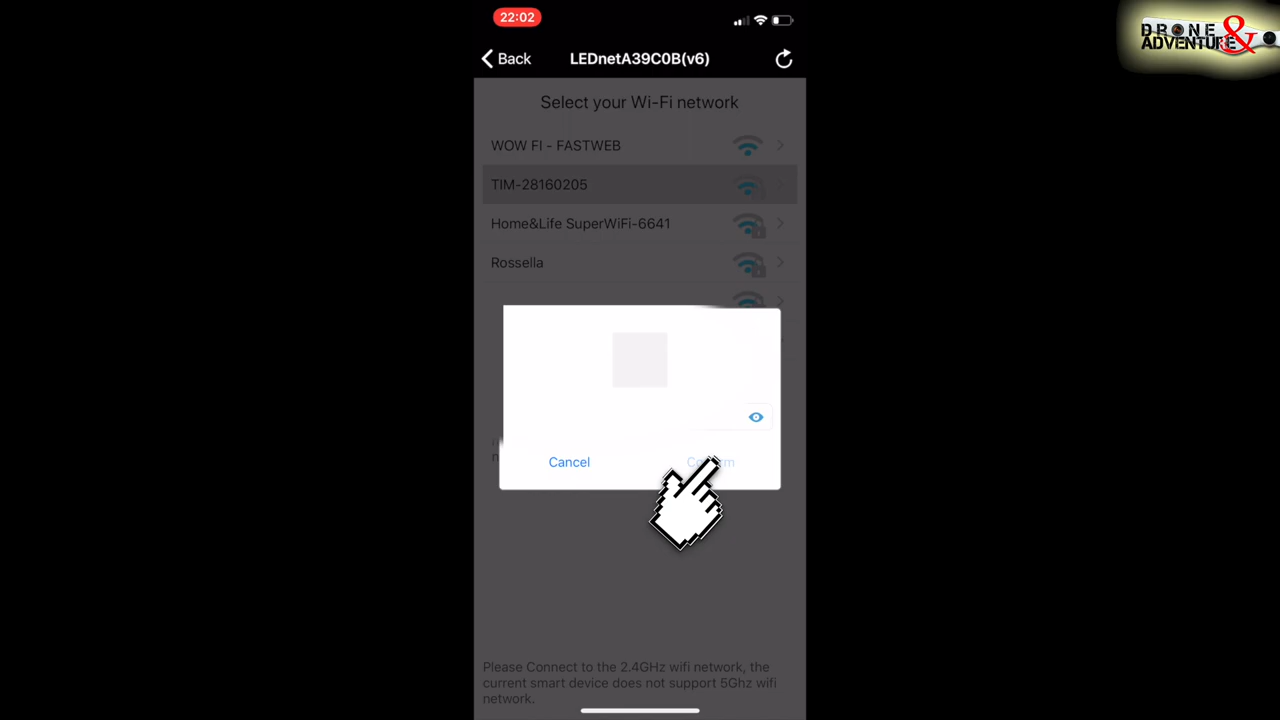 22:02
DRONE &
ADVENTURE
Back
LEDnetA39C0B(v6)
Select your Wi-Fi network
WOW FI - FASTWEB
TIM-28160205
Home&Life SuperWiFi-6641
Rossella
Cancel
Confirm
Please Connect to the 2.4GHz wifi network, the
current smart device does not support 5Ghz wifi
network.